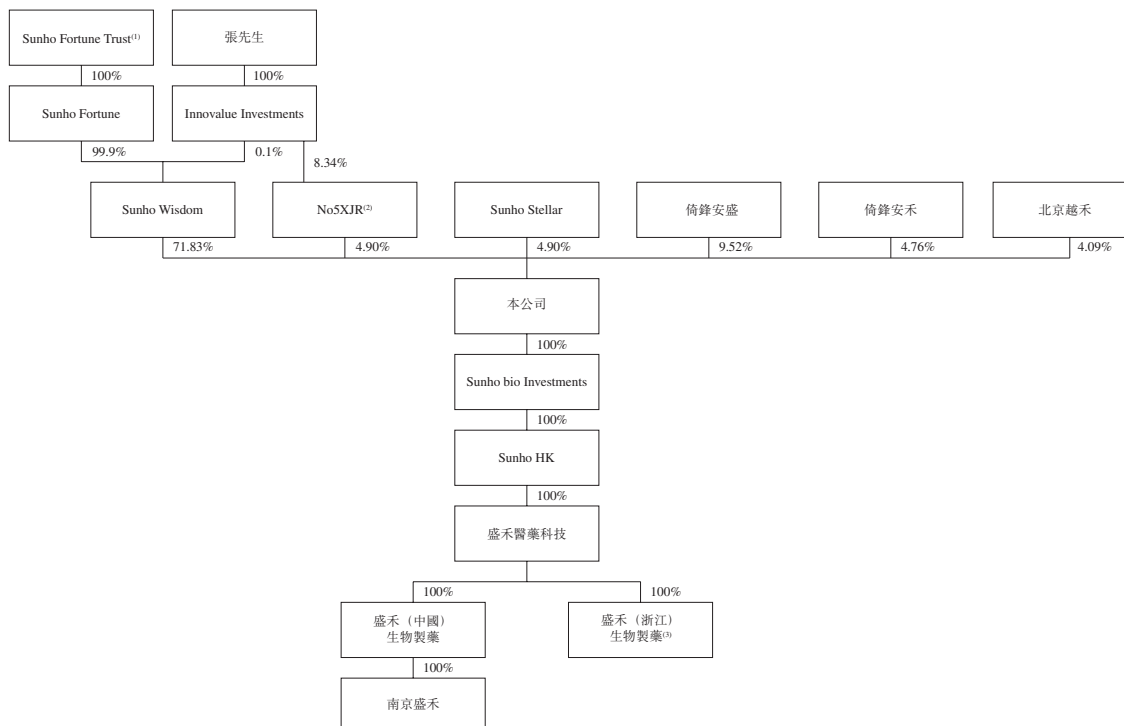 Sunho Fortune Trust(1)
張先生
100%
100%
Sunho Fortune
Innovalue Investments
99.9%
0.1%
8.34%
Sunho Wisdom
No5XJR(2)
Sunho Stellar
倚鋒安盛
倚鋒安禾
北京越禾
71.83%
4.90%
4.90%
9.52%
4.76%
4.09%
本公司
100%
Sunho bio Investments
100%
Sunho HK
100%
盛禾醫藥科技
100%
100%
盛禾（中國）
生物製藥
盛禾（浙江）
生物製藥(3)
100%
南京盛禾